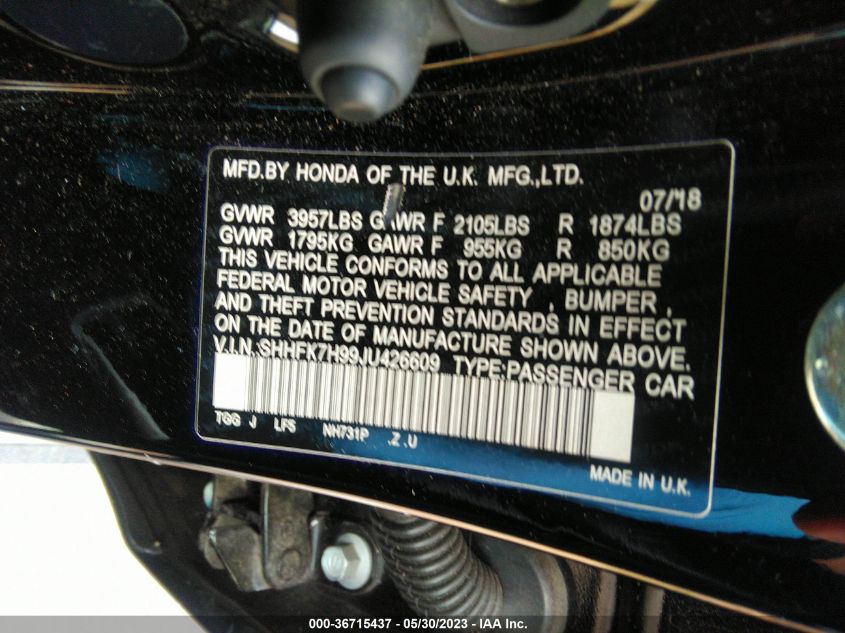 MFD.BY HONDA OF THE U.K. MFG.,LTD.
07/18
GVWR 3957LBS GAWR F 2105LBS R 1874LBS
GVWR 1795KG GAWR F 955KG R 850KG
THIS VEHICLE CONFORMS TO ALL APPLICABLE
FEDERAL MOTOR VEHICLE SAFETY , BUMPER ,
AND THEFT PREVENTION STANDARDS IN EFFECT
ON THE DATE OF MANUFACTURE SHOWN ABOVE.
V.I.N.:SHHFK7H99JU426609 TYPE:PASSENGER CAR
TGG J LFS NH731P .Z .U
MADE IN U.K.
000-36715437 - 05/30/2023 - IAA Inc.